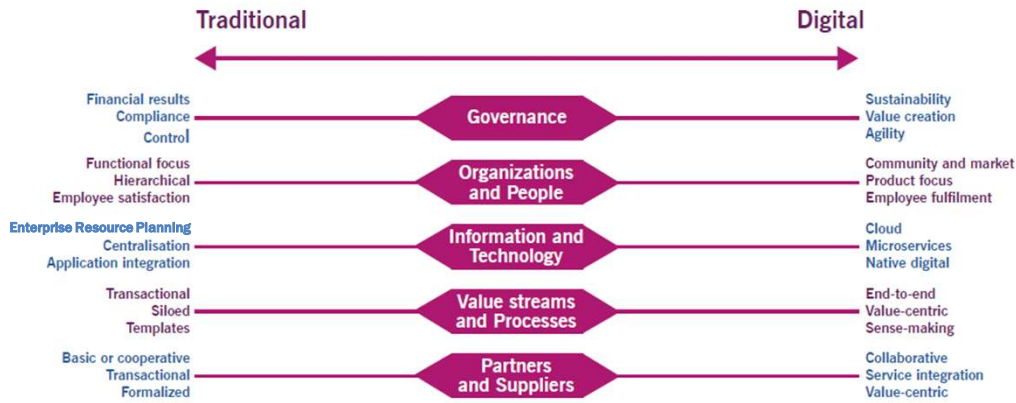 Traditional
Digital
Financial results
Compliance
Control
Governance
Sustainability
Value creation
Agility
Functional focus
Hierarchical
Employee satisfaction
Organizations
and People
Community and market
Product focus
Employee fulfilment
Enterprise Resource Planning
Centralisation
Application integration
Information and
Technology
Cloud
Microservices
Native digital
Transactional
Siloed
Templates
Value streams
and Processes
End-to-end
Value-centric
Sense-making
Basic or cooperative
Transactional
Formalized
Partners
and Suppliers
Collaborative
Service integration
Value-centric